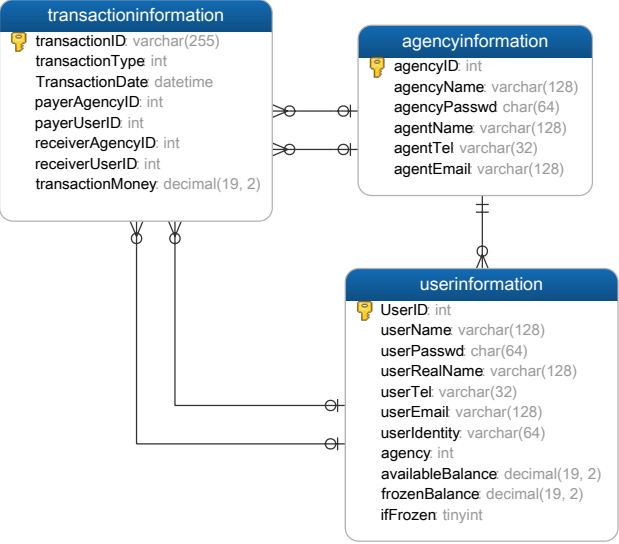 transactioninformation
transactionID: varchar(255)
transactionType: int
TransactionDate: datetime
payerAgencyID: int
payerUserID: int
receiverAgencyID: int
receiverUserID: int
transactionMoney: decimal(19, 2)
agencyinformation
agencyID: int
agencyName: varchar(128)
agencyPasswd: char(64)
agentName: varchar(128)
agentTel: varchar(32)
agentEmail: varchar(128)
userinformation
UserID: int
userName: varchar(128)
userPasswd: char(64)
userRealName: varchar(128)
userTel: varchar(32)
userEmail: varchar(128)
userIdentity: varchar(64)
agency: int
availableBalance: decimal(19, 2)
frozenBalance: decimal(19, 2)
ifFrozen: tinyint